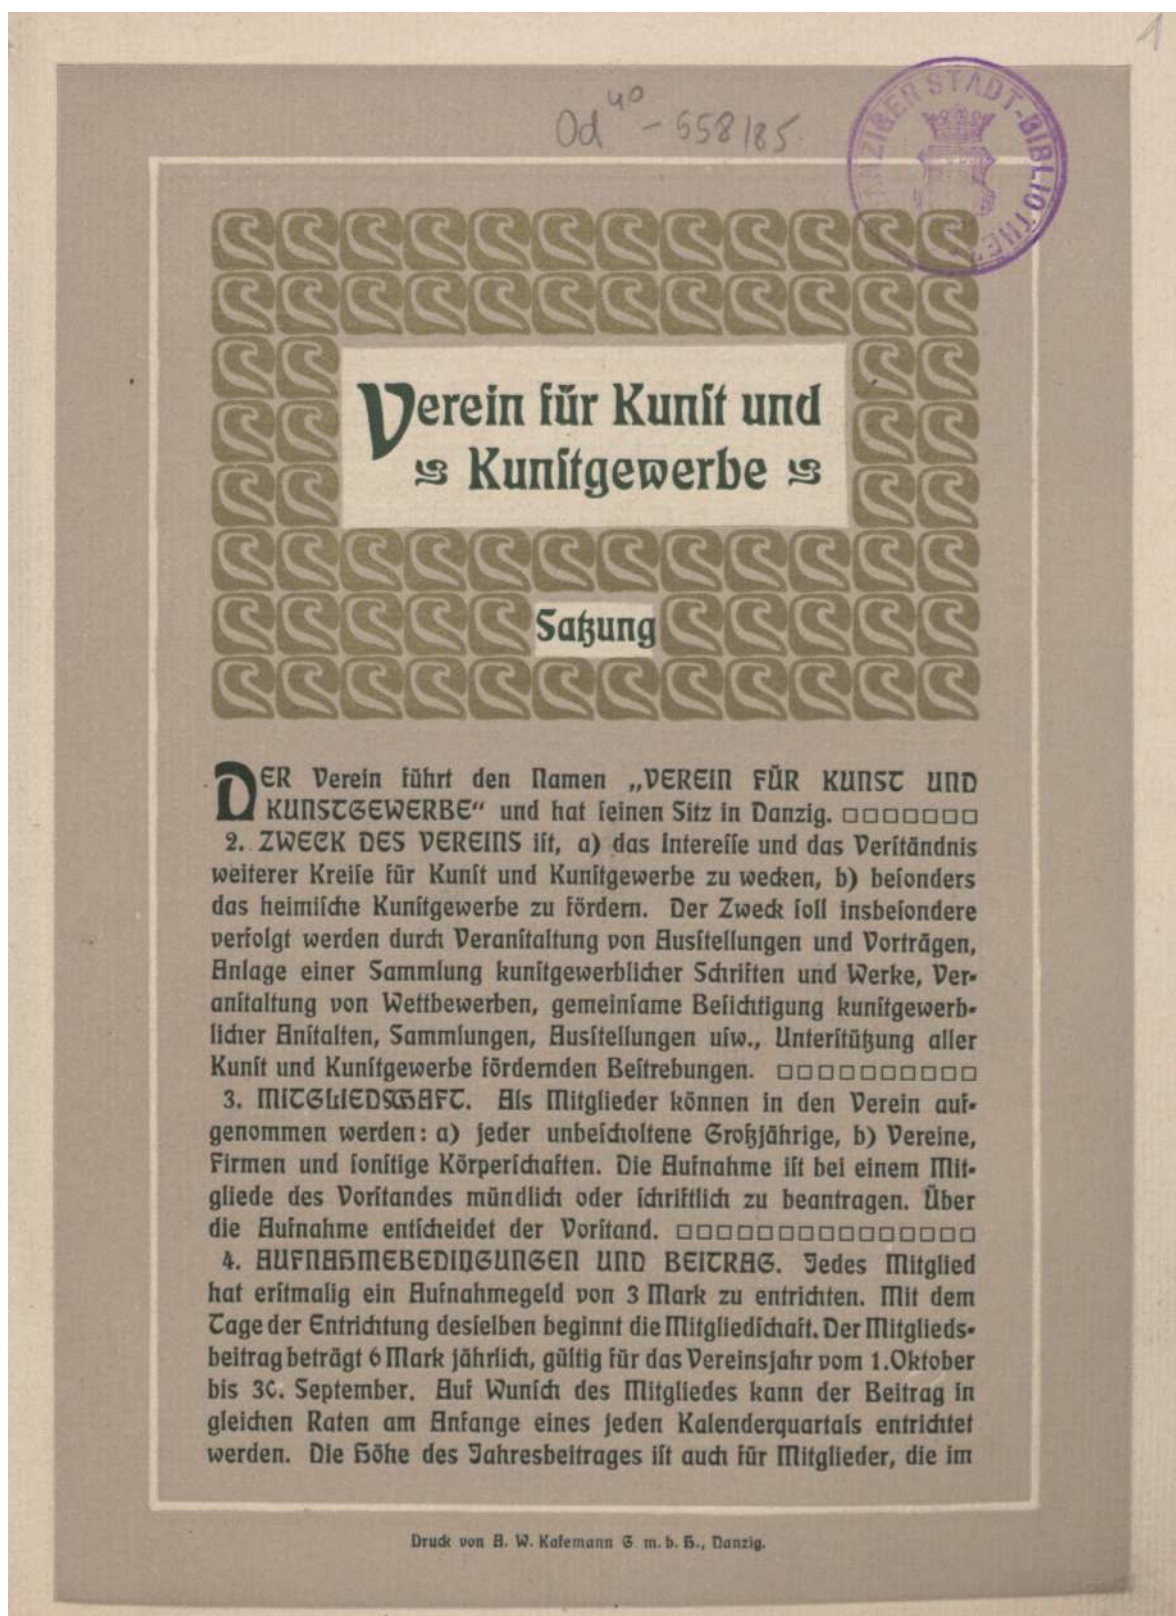 1
Od 4° - 558/85
DANZIGER STADT-BIBLIOTHEK
Verein für Kunſt und
Kunſtgewerbe
Satzung
DER Verein führt den Namen „VEREIN FÜR KUNST UND
KUNSTGEWERBE“ und hat ſeinen Sitz in Danzig. □□□□□□□
2. ZWECK DES VEREINS iſt, a) das Intereſſe und das Verſtändnis
weiterer Kreiſe für Kunſt und Kunſtgewerbe zu wecken, b) beſonders
das heimiſche Kunſtgewerbe zu fördern. Der Zweck ſoll insbeſondere
verfolgt werden durch Veranſtaltung von Ausſtellungen und Vorträgen,
Anlage einer Sammlung kunſtgewerblicher Schriften und Werke, Ver-
anſtaltung von Wettbewerben, gemeinſame Beſichtigung kunſtgewerb-
licher Anſtalten, Sammlungen, Ausſtellungen uſw., Unterſtützung aller
Kunſt und Kunſtgewerbe fördernden Beſtrebungen. □□□□□□□□□□
3. MITGLIEDSCHAFT. Als Mitglieder können in den Verein auf-
genommen werden: a) jeder unbeſcholtene Großjährige, b) Vereine,
Firmen und ſonſtige Körperſchaften. Die Aufnahme iſt bei einem Mit-
gliede des Vorſtandes mündlich oder ſchriftlich zu beantragen. Über
die Aufnahme entſcheidet der Vorſtand. □□□□□□□□□□□□□□□
4. AUFNAHMEBEDINGUNGEN UND BEITRAG. Jedes Mitglied
hat erſtmalig ein Aufnahmegeld von 3 Mark zu entrichten. Mit dem
Tage der Entrichtung desſelben beginnt die Mitgliedſchaft. Der Mitglieds-
beitrag beträgt 6 Mark jährlich, gültig für das Vereinsjahr vom 1. Oktober
bis 30. September. Auf Wunſch des Mitgliedes kann der Beitrag in
gleichen Raten am Anfange eines jeden Kalenderquartals entrichtet
werden. Die Höhe des Jahresbeitrages iſt auch für Mitglieder, die im
Druck von A. W. Kafemann G. m. b. H., Danzig.